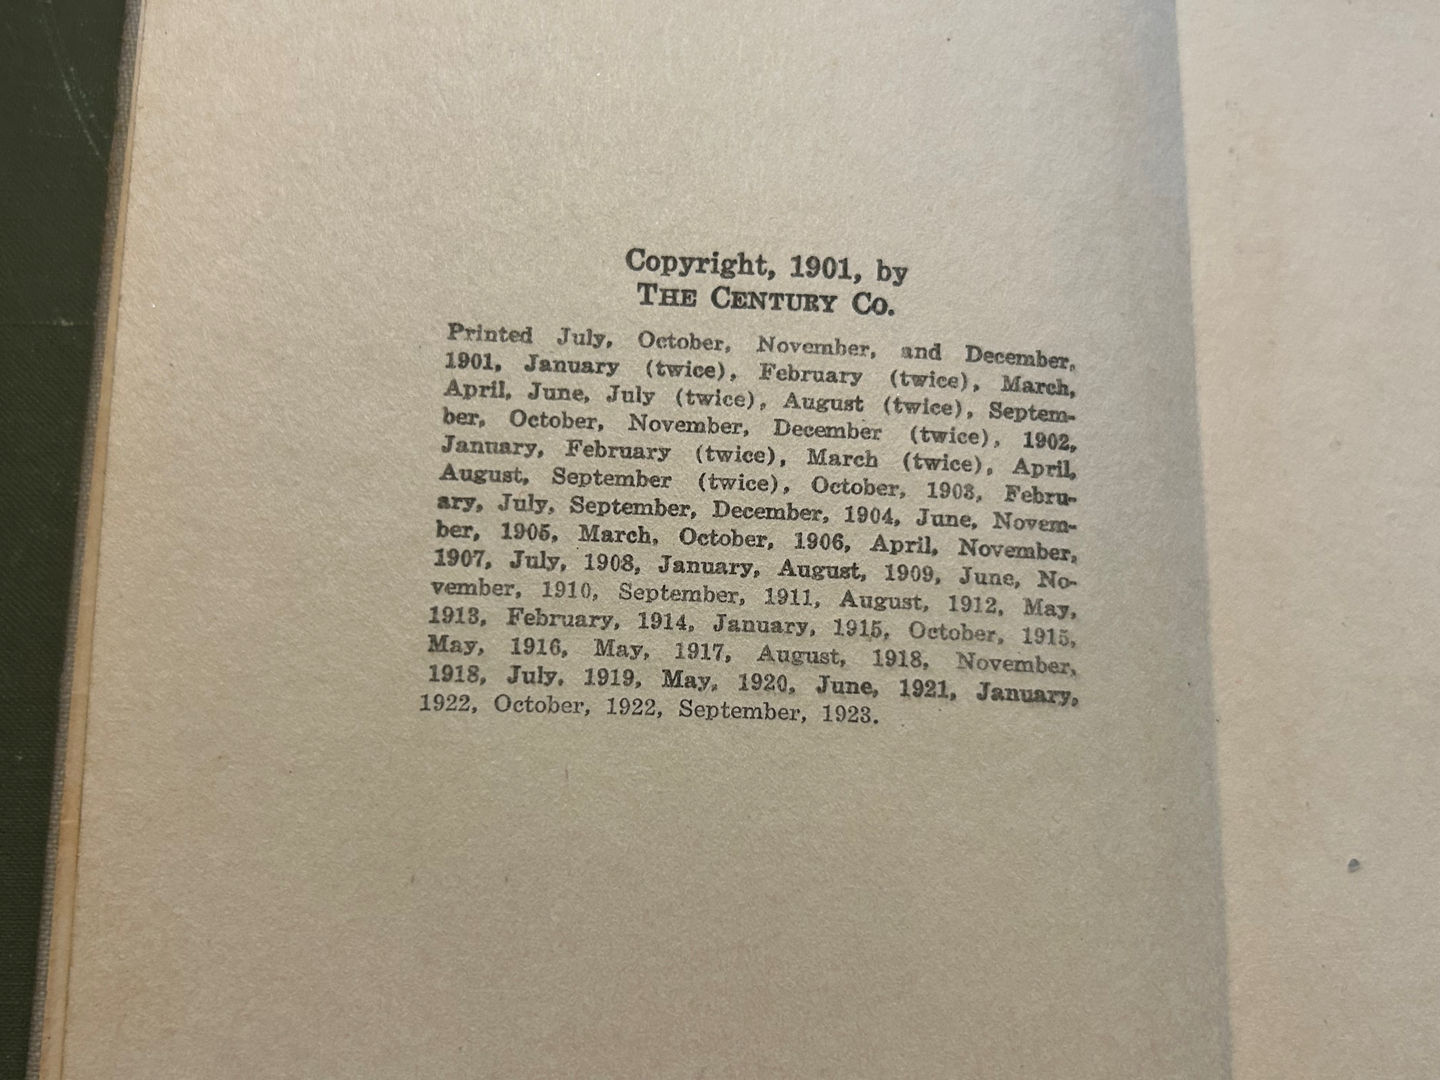 Copyright, 1901, by
THE CENTURY CO.
Printed July, October, November, and December,
1901, January (twice), February (twice), March,
April, June, July (twice), August (twice), Septem-
ber, October, November, December (twice), 1902,
January, February (twice), March (twice), April,
August, September (twice), October, 1903, Febru-
ary, July, September, December, 1904, June, Novem-
ber, 1905, March, October, 1906, April, November,
1907, July, 1908, January, August, 1909, June, No-
vember, 1910, September, 1911, August, 1912, May,
1913, February, 1914, January, 1915, October, 1915,
May, 1916, May, 1917, August, 1918, November,
1918, July, 1919, May, 1920, June, 1921, January,
1922, October, 1922, September, 1923.